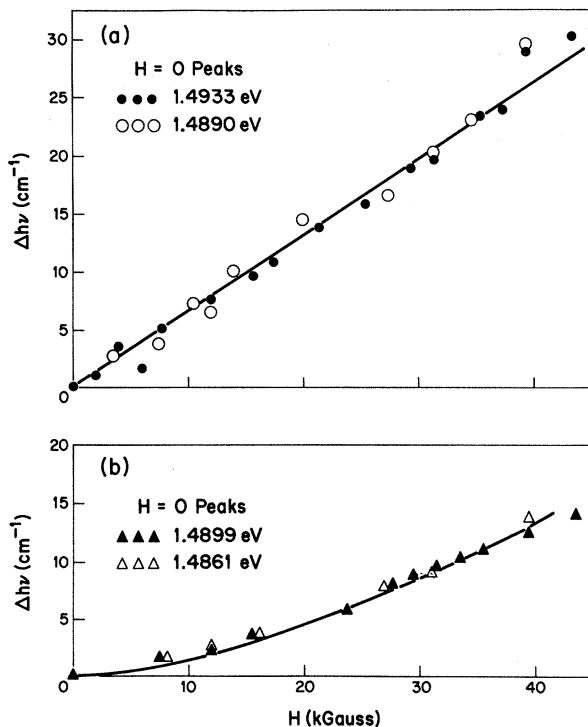 (a)
H = 0 Peaks
●●● 1.4933 eV
○○○ 1.4890 eV
Δhν (cm⁻¹)
30
25
20
15
10
5
0
(b)
H = 0 Peaks
▲▲▲ 1.4899 eV
△△△ 1.4861 eV
Δhν (cm⁻¹)
20
15
10
5
0
0 10 20 30 40
H (kGauss)